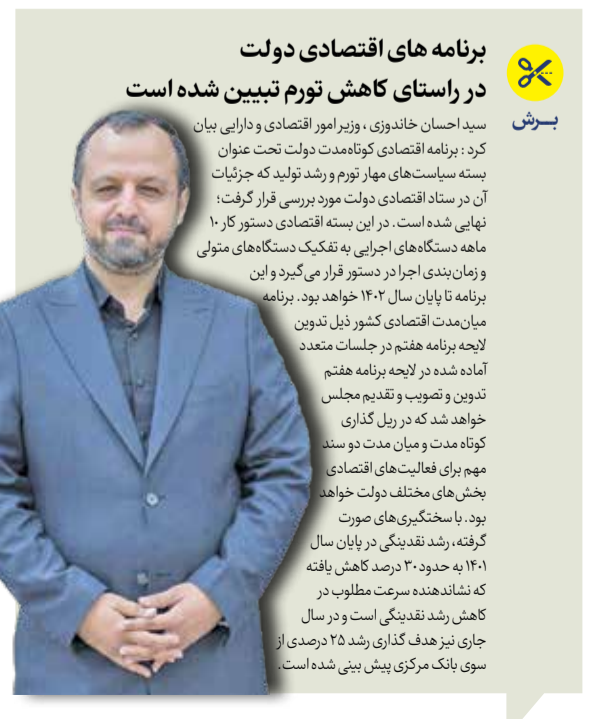 برنامه های اقتصادی دولت
در راستای کاهش تورم تبیین شده است
برش
سید احسان خاندوزی ، وزیر امور اقتصادی و دارایی بیان
کرد : برنامه اقتصادی کوتاه‌مدت دولت تحت عنوان
بسته سیاست‌های مهار تورم و رشد تولید که جزئیات
آن در ستاد اقتصادی دولت مورد بررسی قرار گرفت؛
نهایی شده است. در این بسته اقتصادی دستور کار ۱۰
ماهه دستگاه‌های اجرایی به تفکیک دستگاه‌های متولی
و زمان‌بندی اجرا در دستور قرار می‌گیرد و این
برنامه تا پایان سال ۱۴۰۲ خواهد بود. برنامه
میان‌مدت اقتصادی کشور ذیل تدوین
لایحه برنامه هفتم در جلسات متعدد
آماده شده در لایحه برنامه هفتم
تدوین و تصویب و تقدیم مجلس
خواهد شد که در ریل گذاری
کوتاه مدت و میان مدت دو سند
مهم برای فعالیت‌های اقتصادی
بخش‌های مختلف دولت خواهد
بود. با سختگیری‌های صورت
گرفته، رشد نقدینگی در پایان سال
۱۴۰۱ به حدود ۳۰ درصد کاهش یافته
که نشاندهنده سرعت مطلوب در
کاهش رشد نقدینگی است و در سال
جاری نیز هدف گذاری رشد ۲۵ درصدی از
سوی بانک مرکزی پیش بینی شده است.